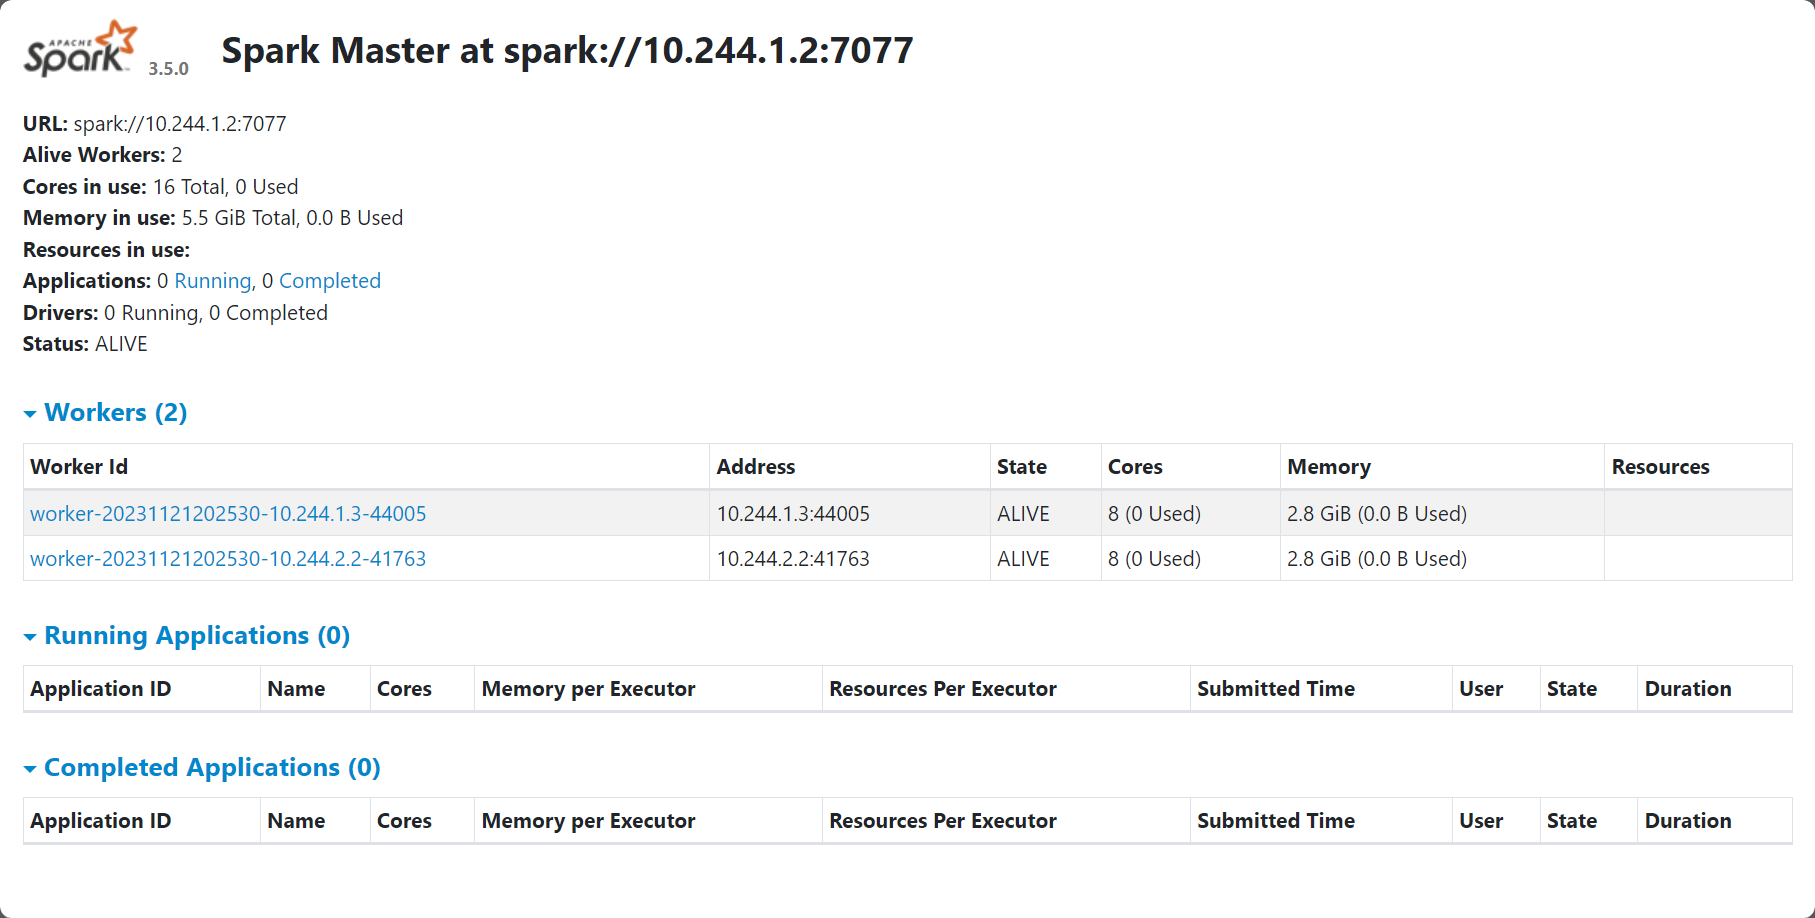 APACHE
Spark™ 3.5.0 Spark Master at spark://10.244.1.2:7077
URL: spark://10.244.1.2:7077
Alive Workers: 2
Cores in use: 16 Total, 0 Used
Memory in use: 5.5 GiB Total, 0.0 B Used
Resources in use:
Applications: 0 Running, 0 Completed
Drivers: 0 Running, 0 Completed
Status: ALIVE
Workers (2)
Worker Id Address State Cores Memory Resources
worker-20231121202530-10.244.1.3-44005 10.244.1.3:44005 ALIVE 8 (0 Used) 2.8 GiB (0.0 B Used)
worker-20231121202530-10.244.2.2-41763 10.244.2.2:41763 ALIVE 8 (0 Used) 2.8 GiB (0.0 B Used)
Running Applications (0)
Application ID Name Cores Memory per Executor Resources Per Executor Submitted Time User State Duration
Completed Applications (0)
Application ID Name Cores Memory per Executor Resources Per Executor Submitted Time User State Duration